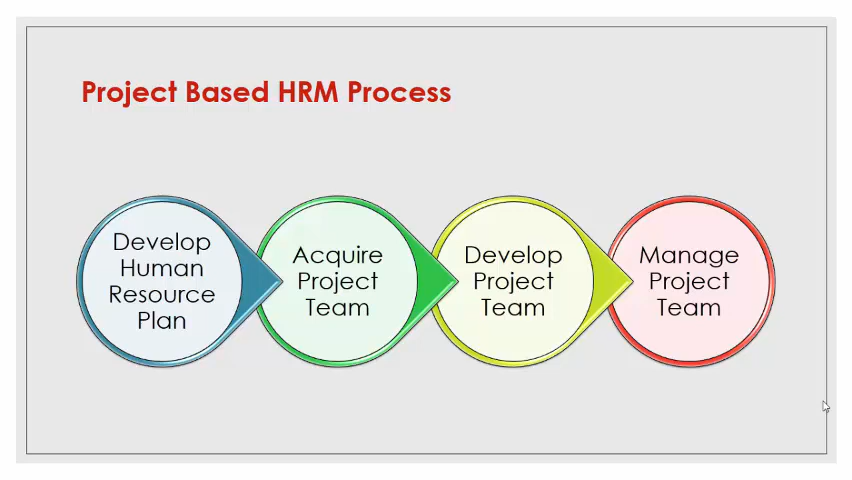 Project Based HRM Process
Develop
Human
Resource
Plan
Acquire
Project
Team
Develop
Project
Team
Manage
Project
Team